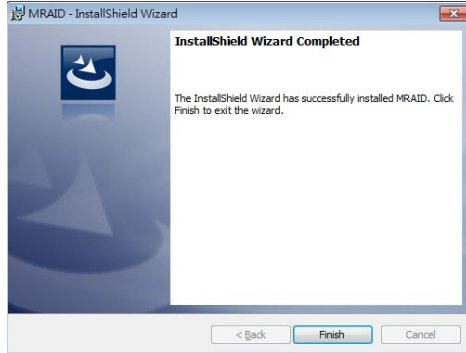 MRAID - InstallShield Wizard
InstallShield Wizard Completed
The InstallShield Wizard has successfully installed MRAID. Click
Finish to exit the wizard.
< Back
Finish
Cancel